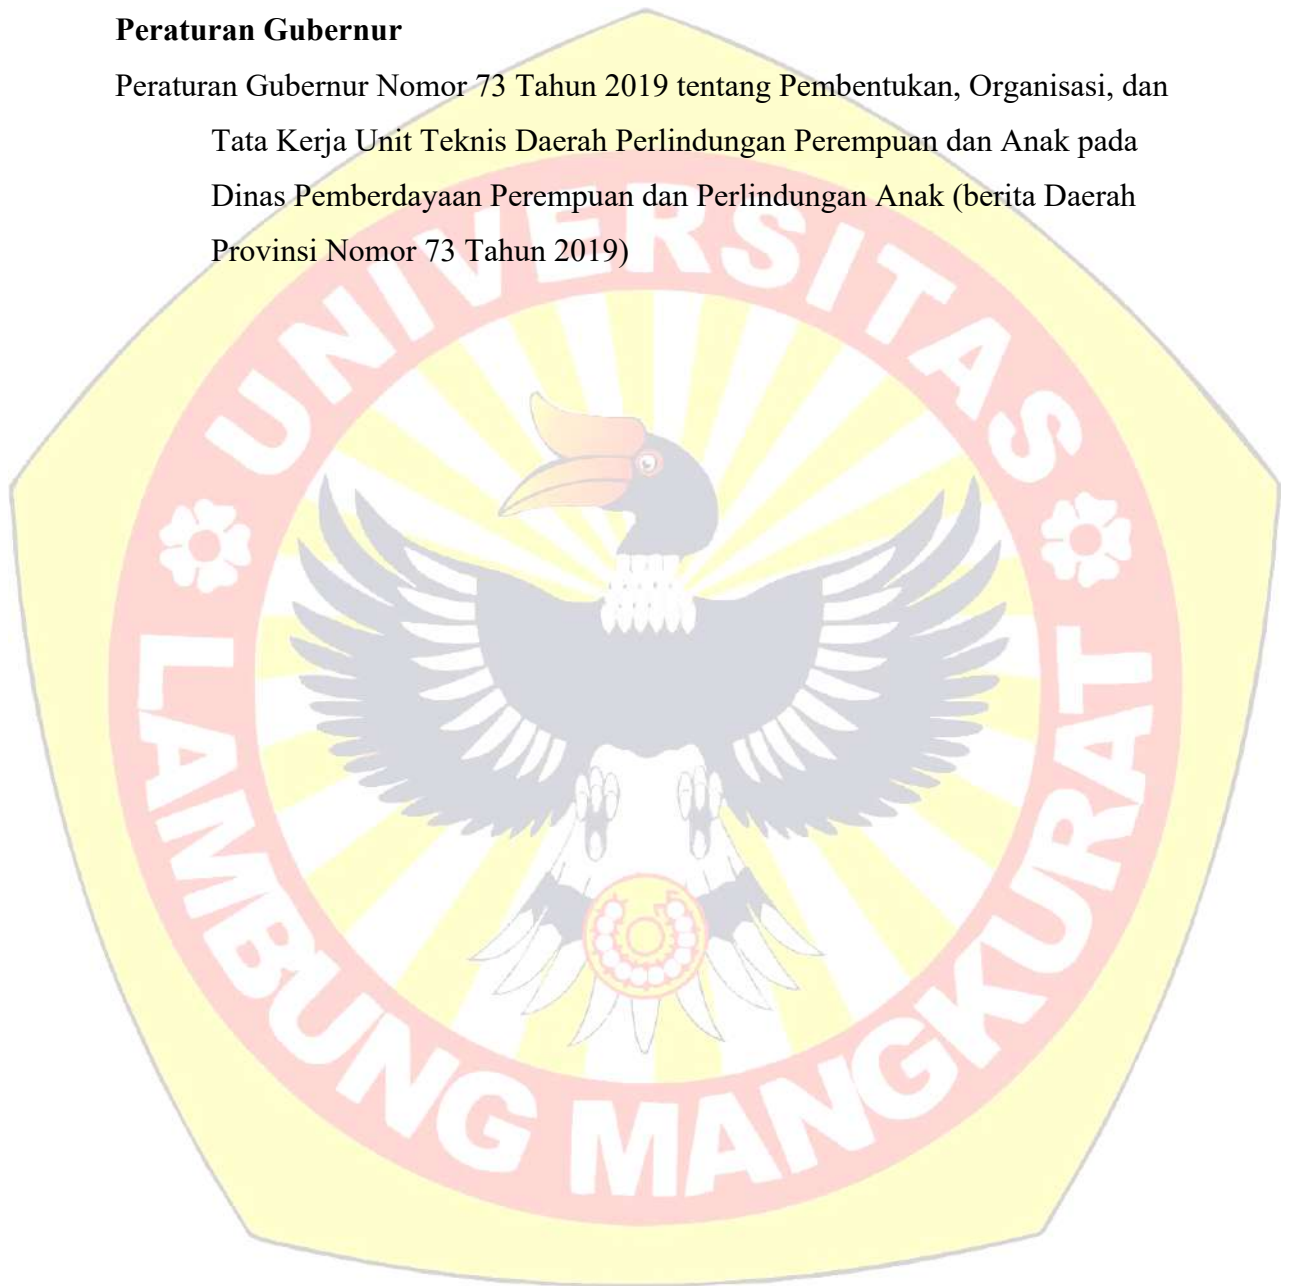 Peraturan Gubernur
Peraturan Gubernur Nomor 73 Tahun 2019 tentang Pembentukan, Organisasi, dan
Tata Kerja Unit Teknis Daerah Perlindungan Perempuan dan Anak pada
Dinas Pemberdayaan Perempuan dan Perlindungan Anak (berita Daerah
Provinsi Nomor 73 Tahun 2019)
UNIVERSITAS
LAMBUNG MANGKURAT